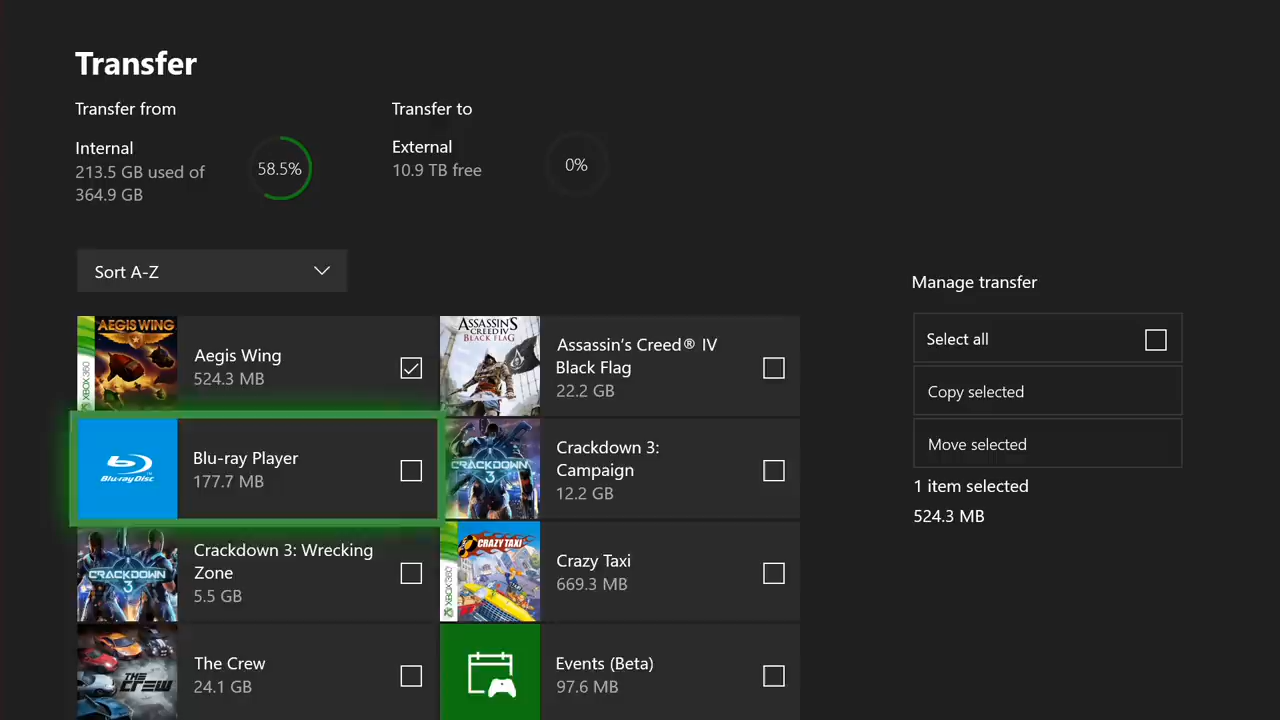 Transfer
Transfer from
Internal
213.5 GB used of
364.9 GB
58.5%
Transfer to
External
10.9 TB free
0%
Sort A-Z
AEGIS WING
XBOX 360
Aegis Wing
524.3 MB
ASSASSIN'S
CREED IV
BLACK FLAG
Assassin's Creed® IV
Black Flag
22.2 GB
Blu-ray Disc
Blu-ray Player
177.7 MB
CRACKDOWN
3
Crackdown 3:
Campaign
12.2 GB
CRACKDOWN
3
Crackdown 3: Wrecking
Zone
5.5 GB
CRAZY TAXI
XBOX 360
Crazy Taxi
669.3 MB
THE
CREW
The Crew
24.1 GB
Events (Beta)
97.6 MB
Manage transfer
Select all
Copy selected
Move selected
1 item selected
524.3 MB